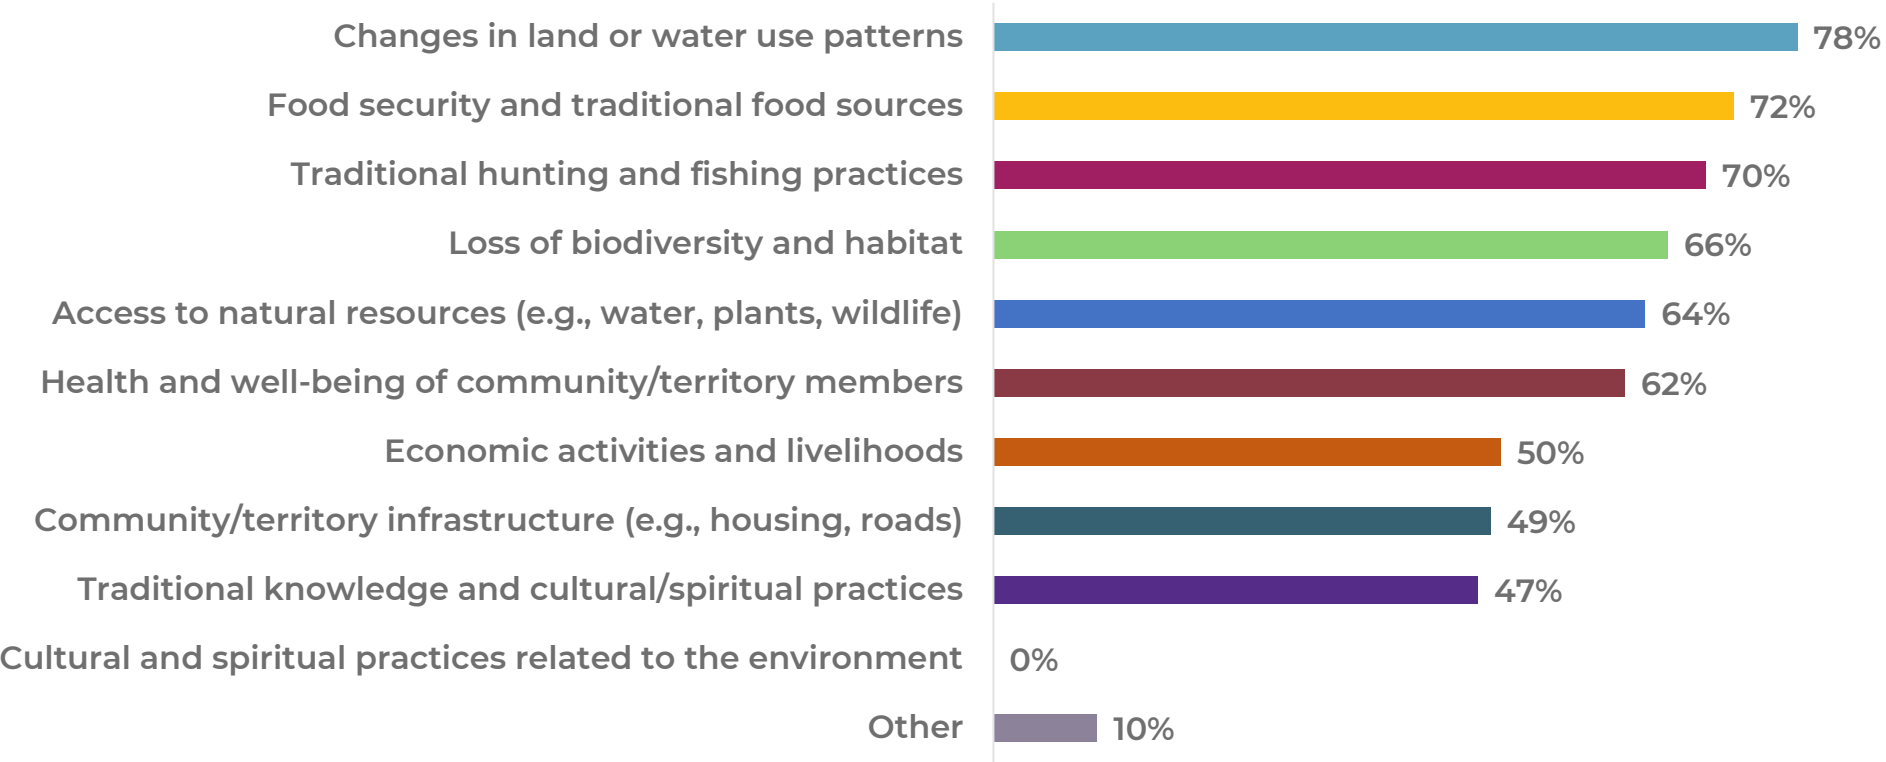 Changes in land or water use patterns 78%
Food security and traditional food sources 72%
Traditional hunting and fishing practices 70%
Loss of biodiversity and habitat 66%
Access to natural resources (e.g., water, plants, wildlife) 64%
Health and well-being of community/territory members 62%
Economic activities and livelihoods 50%
Community/territory infrastructure (e.g., housing, roads) 49%
Traditional knowledge and cultural/spiritual practices 47%
Cultural and spiritual practices related to the environment 0%
Other 10%